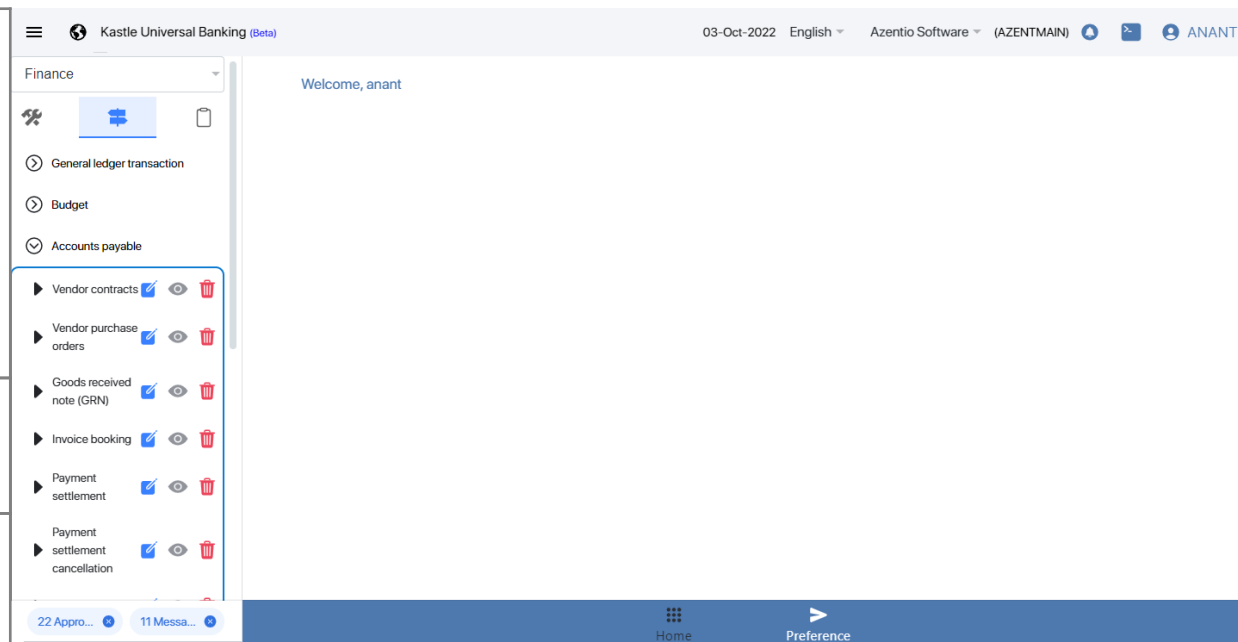 Kastle Universal Banking (Beta)
03-Oct-2022 English Azentio Software (AZENTMAIN) ANANT
Finance
Welcome, anant
General ledger transaction
Budget
Accounts payable
Vendor contracts
Vendor purchase
orders
Goods received
note (GRN)
Invoice booking
Payment
settlement
Payment
settlement
cancellation
22 Appro... 11 Messa...
Home Preference